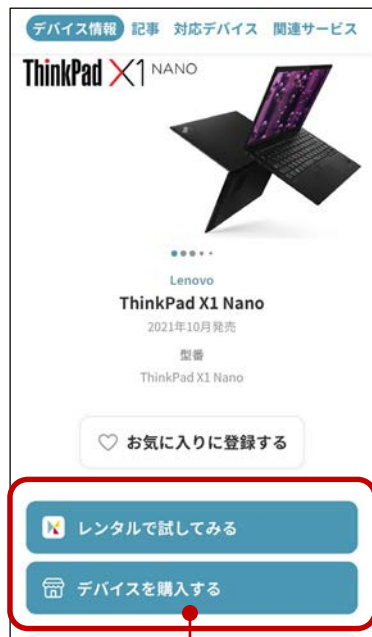 デバイス情報 記事 対応デバイス 関連サービス
ThinkPad X1 NANO
Lenovo
ThinkPad X1 Nano
2021年10月発売
型番
ThinkPad X1 Nano
お気に入りに登録する
レンタルで試してみる
デバイスを購入する